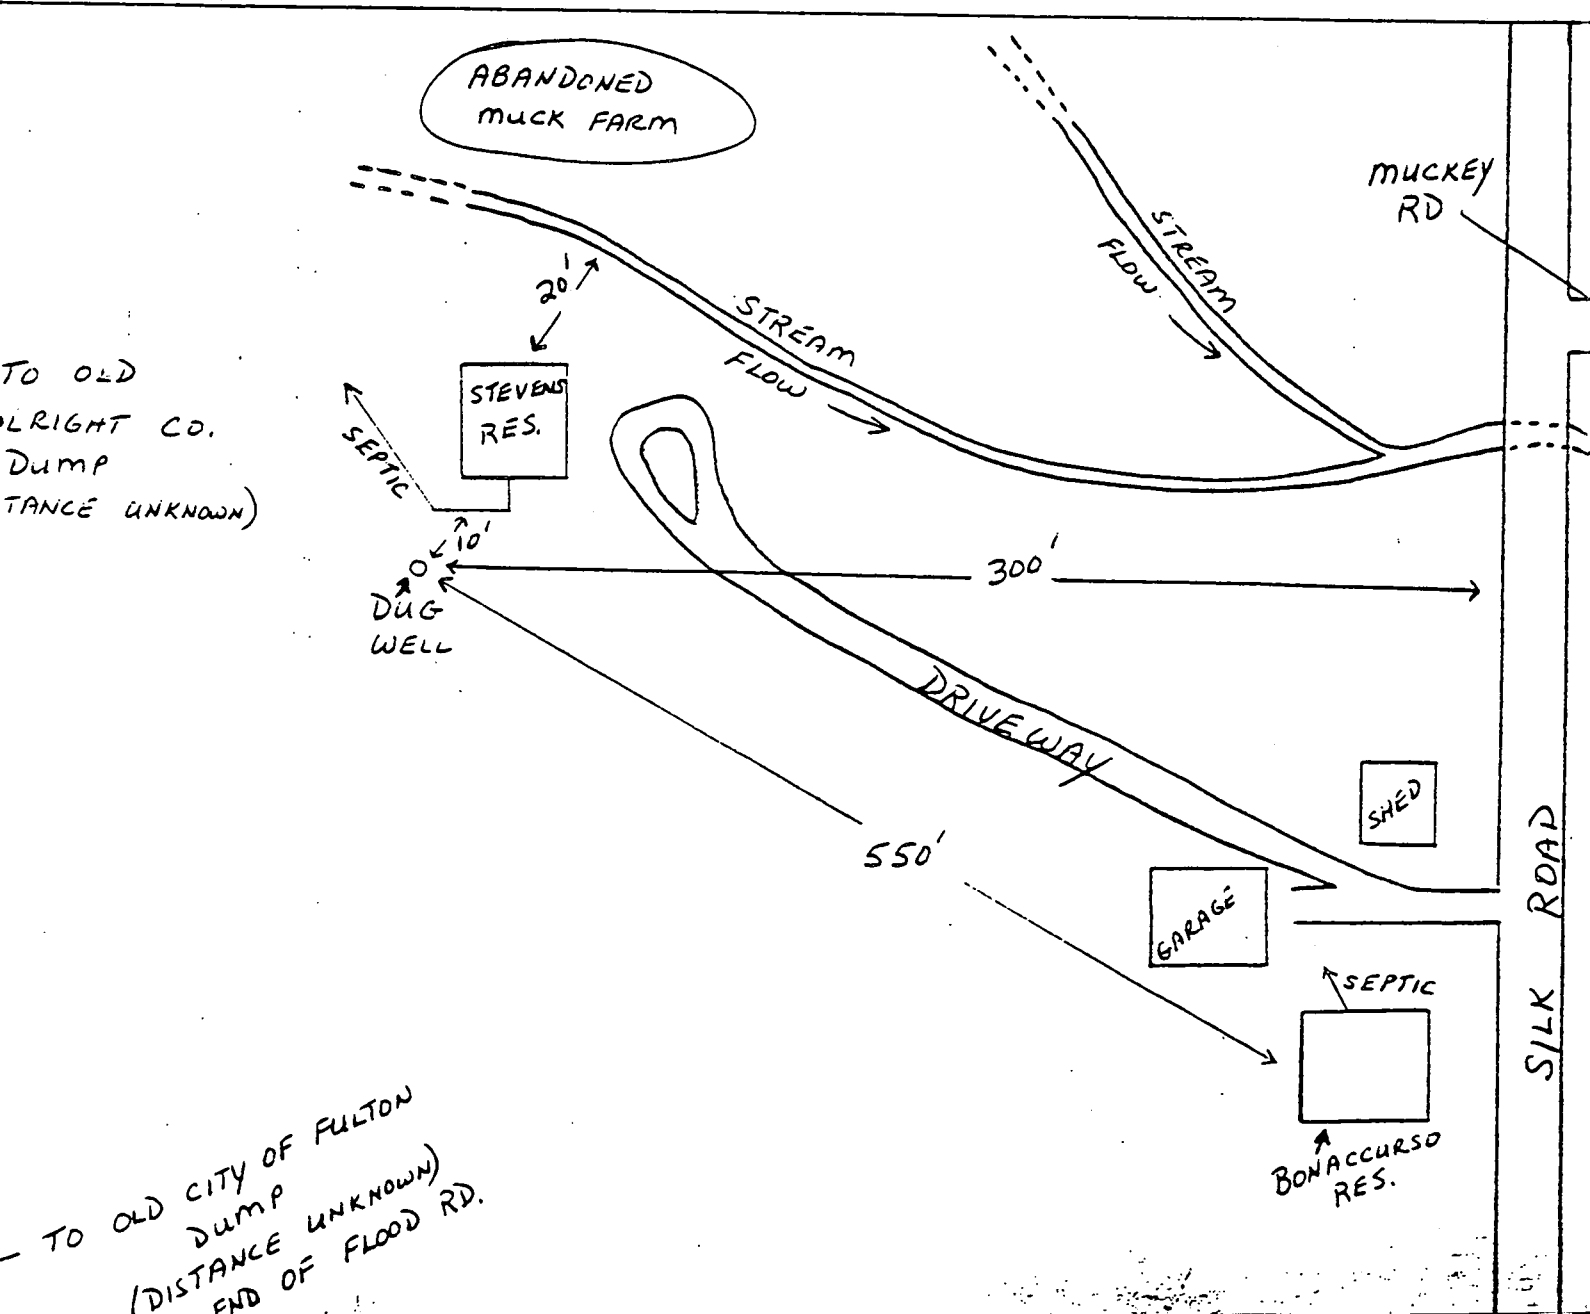 ABANDONED
MUCK FARM
MUCKEY
RD
STREAM
FLOW
20'
STREAM
FLOW
TO OLD
CO.
DUMP
UNKNOWN)
STEVENS
RES.
SEPTIC
10'
300'
DUG
WELL
DRIVEWAY
SHED
550'
GARAGE
SILK ROAD
SEPTIC
BONACCURSO
RES.
TO OLD CITY OF FULTON
DUMP
(DISTANCE UNKNOWN)
END OF FLOOD RD.